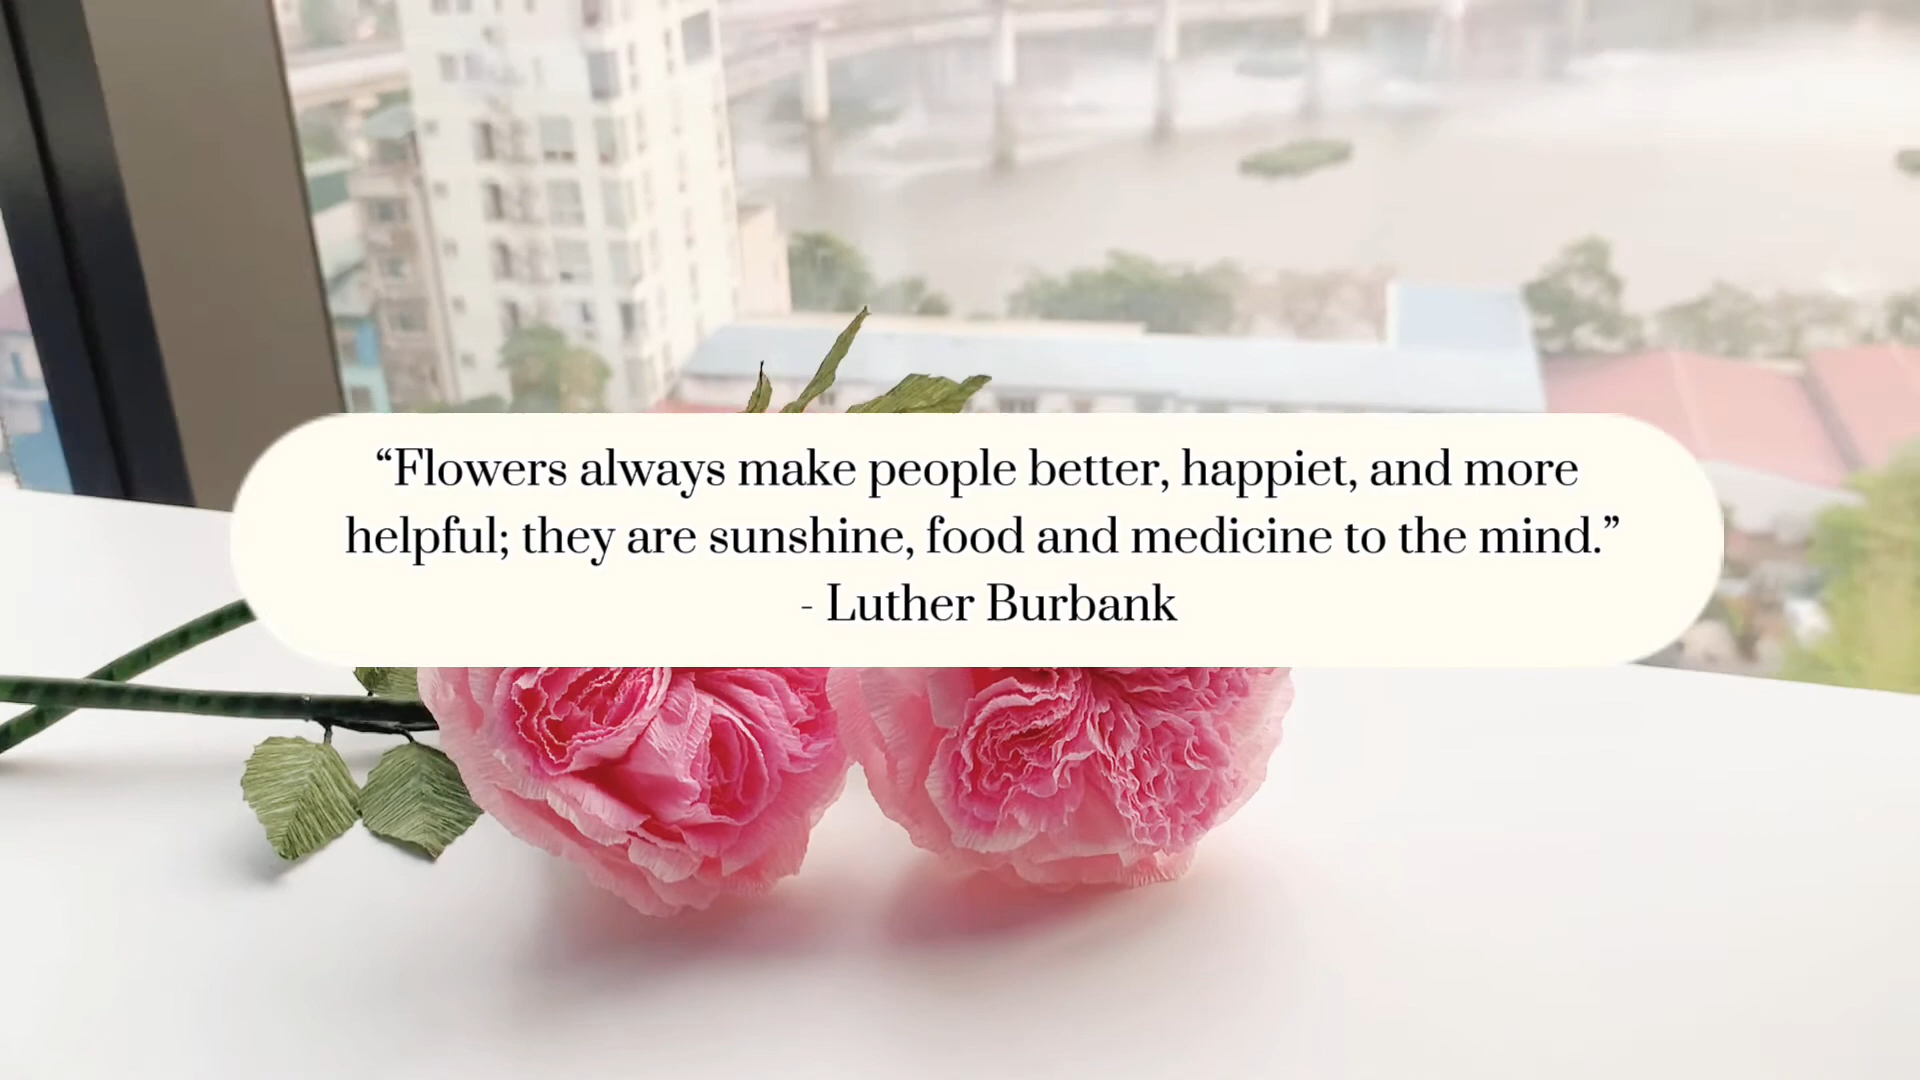 “Flowers always make people better, happiet, and more
helpful; they are sunshine, food and medicine to the mind.”
- Luther Burbank